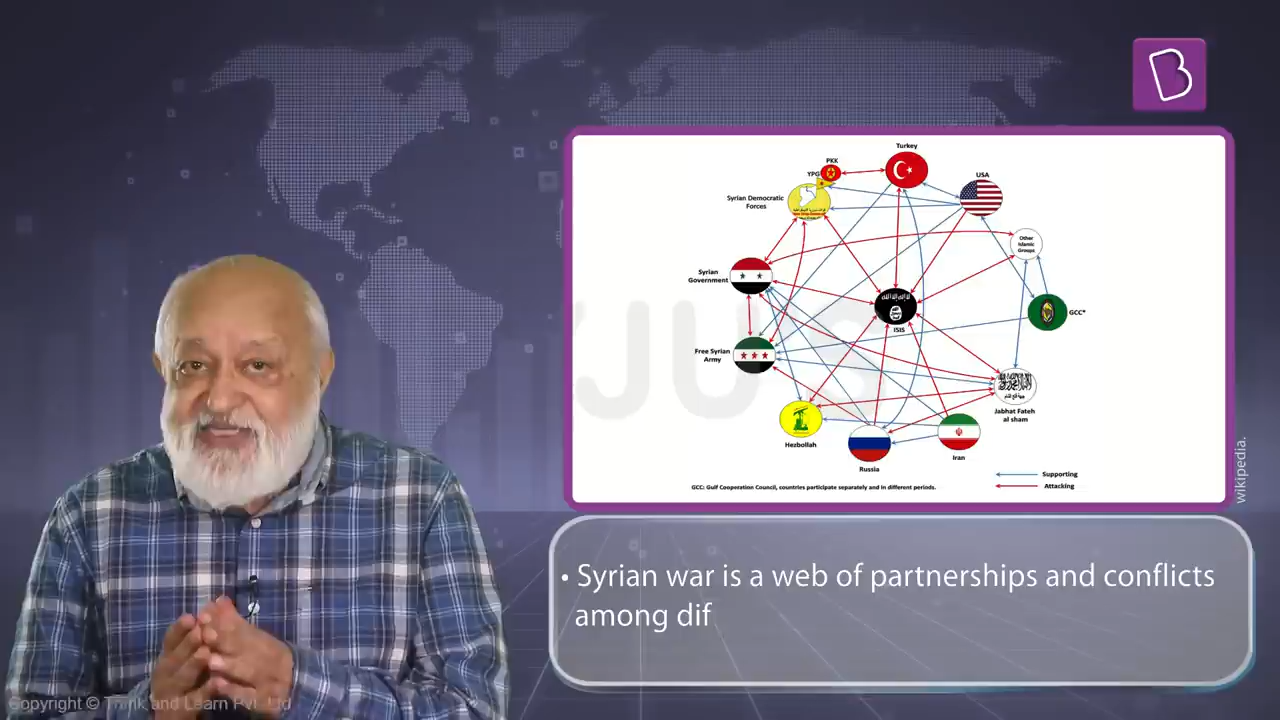 B
Turkey
PKK
YPG
USA
Syrian Democratic
Forces
Other
Islamic
Groups
Syrian
Government
GCC*
ISIS
Free Syrian
Army
Jabhat Fateh
al sham
Hezbollah
Iran
Russia
Supporting
Attacking
GCC: Gulf Cooperation Council, countries participate separately and in different periods.
wikipedia.
• Syrian war is a web of partnerships and conflicts
among dif
Copyright © Think and Learn Pvt. Ltd